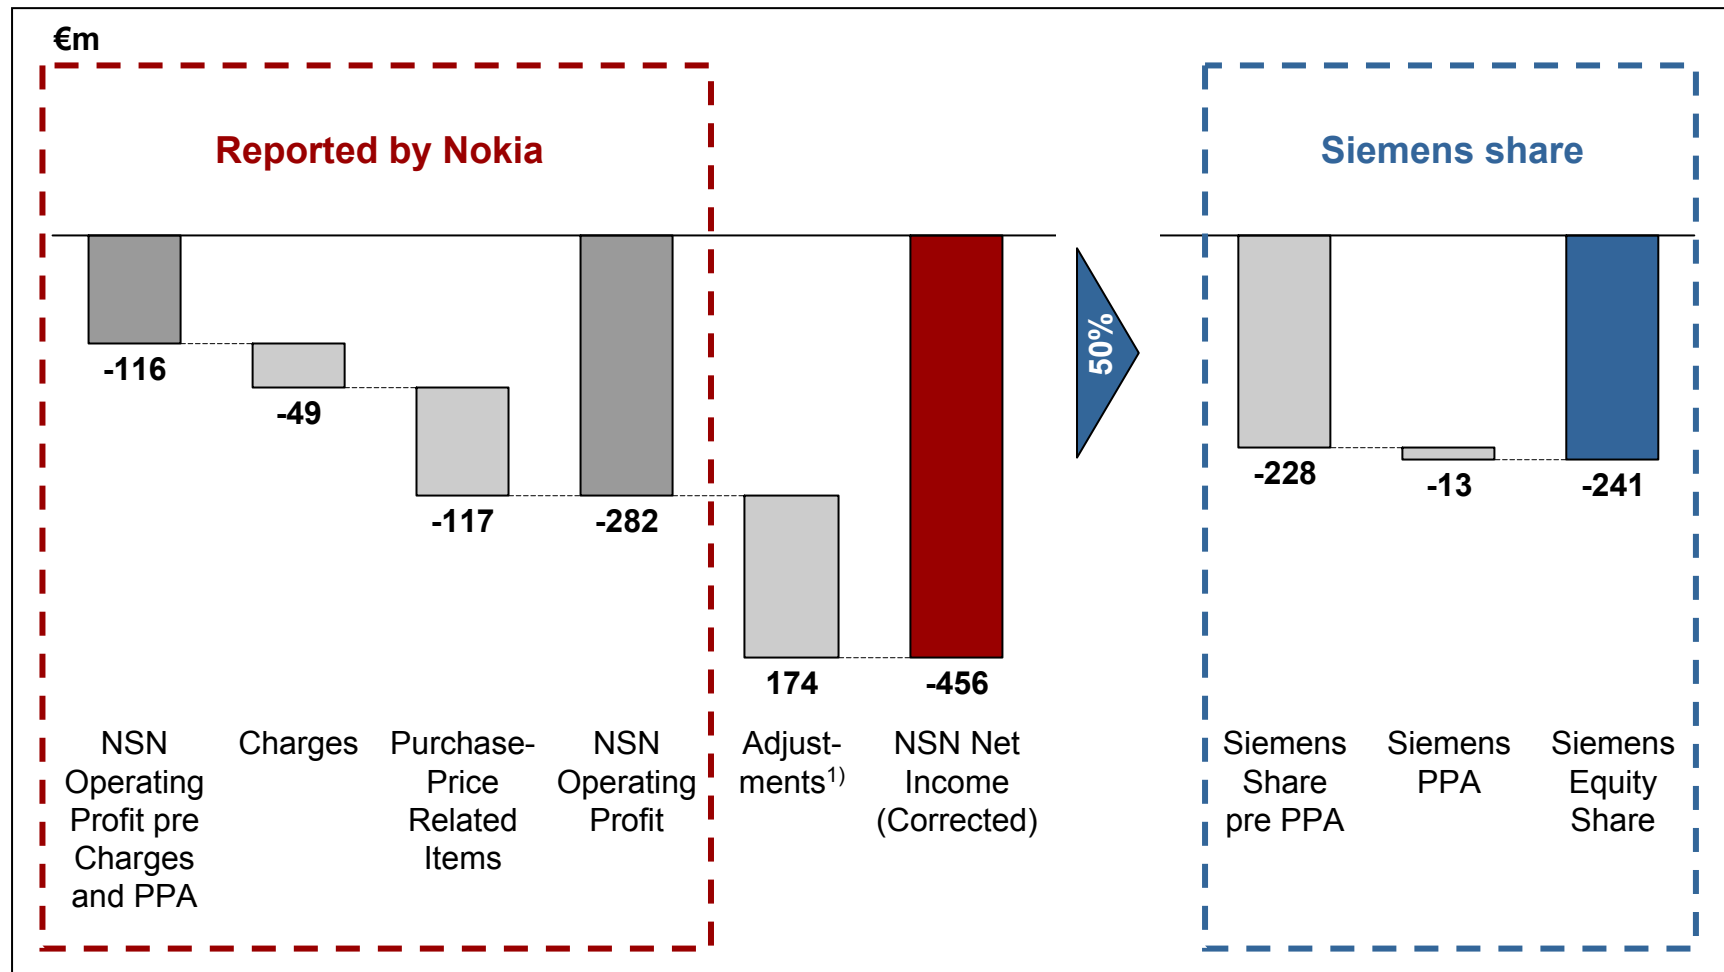 €m
Reported by Nokia
Siemens share
50%
-116
-49
-117
-282
174
-456
-228
-13
-241
NSN
Operating
Profit pre
Charges
and PPA
Charges
Purchase-
Price
Related
Items
NSN
Operating
Profit
Adjust-
ments1)
NSN Net
Income
(Corrected)
Siemens
Share
pre PPA
Siemens
PPA
Siemens
Equity
Share